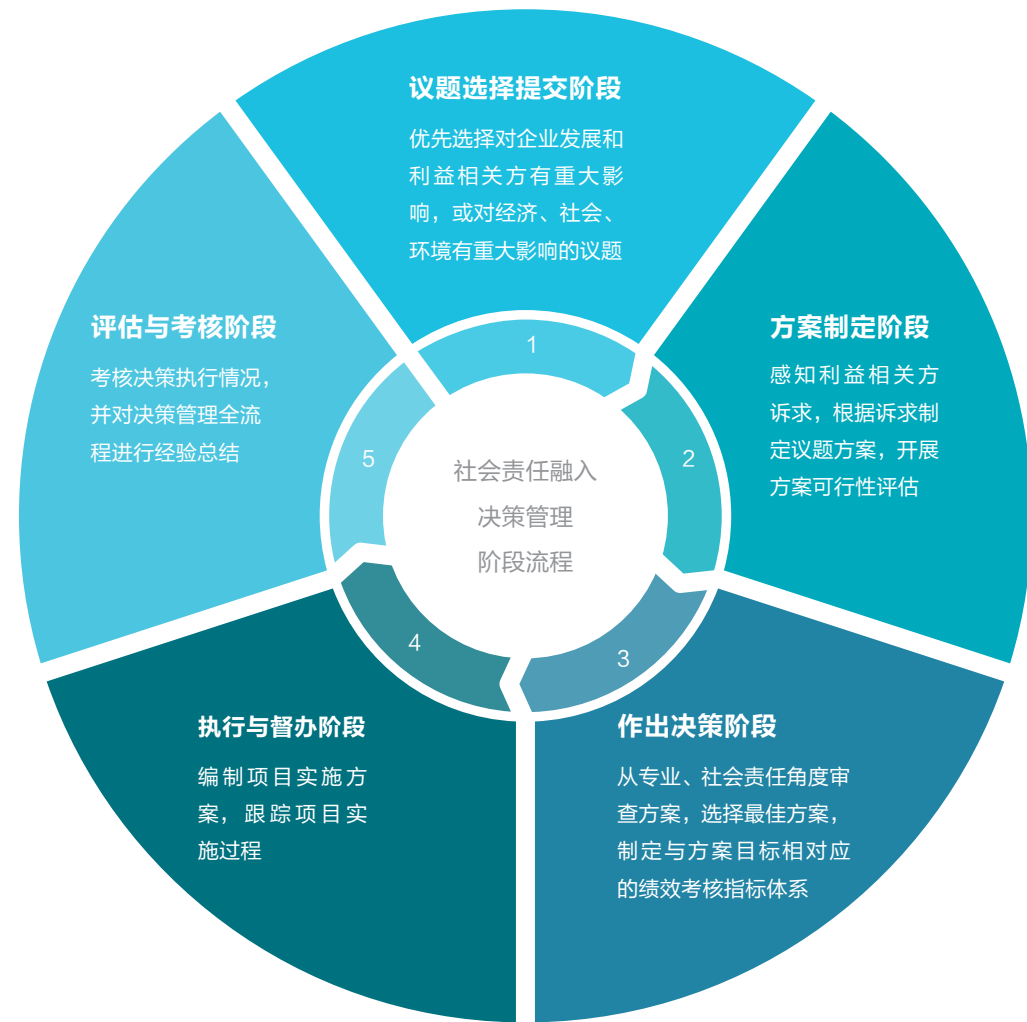 议题选择提交阶段
优先选择对企业发展和
利益相关方有重大影
响，或对经济、社会、
环境有重大影响的议题
1
方案制定阶段
感知利益相关方
诉求，根据诉求制
定议题方案，开展
方案可行性评估
2
作出决策阶段
从专业、社会责任角度审
查方案，选择最佳方案，
制定与方案目标相对应
的绩效考核指标体系
3
执行与督办阶段
编制项目实施方
案，跟踪项目实
施过程
4
评估与考核阶段
考核决策执行情况，
并对决策管理全流
程进行经验总结
5
社会责任融入
决策管理
阶段流程